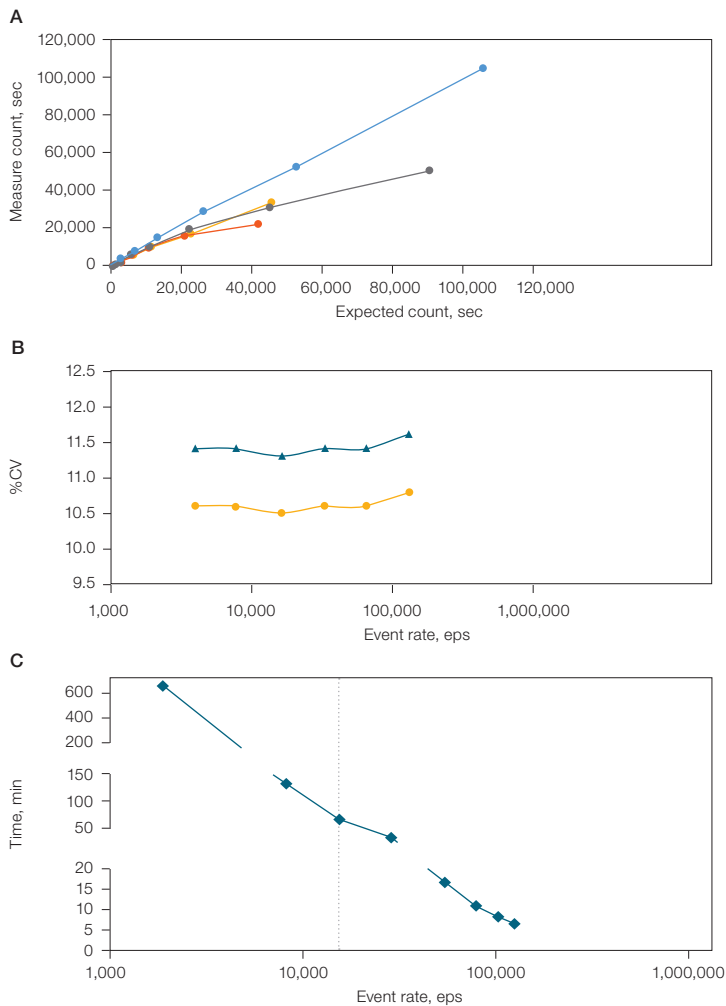 A
120,000
100,000
80,000
60,000
40,000
20,000
0
Measure count, sec
0 20,000 40,000 60,000 80,000 100,000 120,000
Expected count, sec
B
12.5
12.0
11.5
11.0
10.5
10.0
9.5
%CV
1,000 10,000 100,000 1,000,000
Event rate, eps
C
600
400
200
150
100
50
20
15
10
5
0
Time, min
1,000 10,000 100,000 1,000,000
Event rate, eps